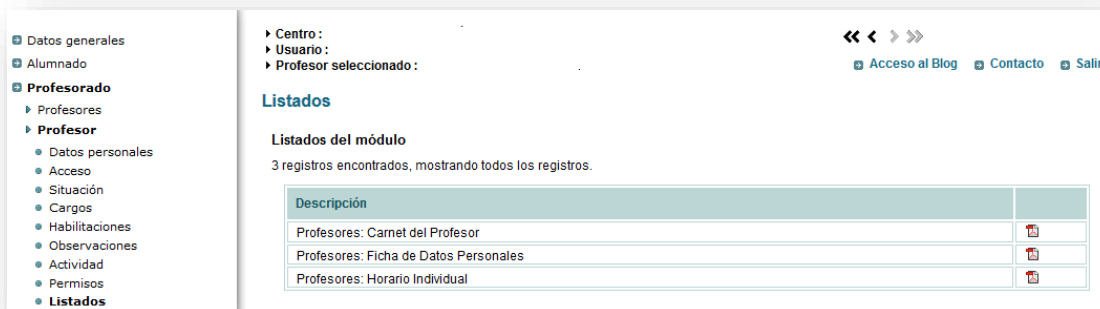 Datos generales
Alumnado
Profesorado
Profesores
Profesor
Datos personales
Acceso
Situación
Cargos
Habilitaciones
Observaciones
Actividad
Permisos
Listados
Centro :
Usuario :
Profesor seleccionado :
Acceso al Blog Contacto Salir
Listados
Listados del módulo
3 registros encontrados, mostrando todos los registros.
Descripción
Profesores: Carnet del Profesor
Profesores: Ficha de Datos Personales
Profesores: Horario Individual